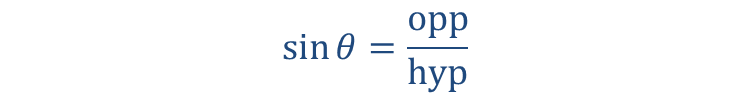 sin θ = opp/hyp